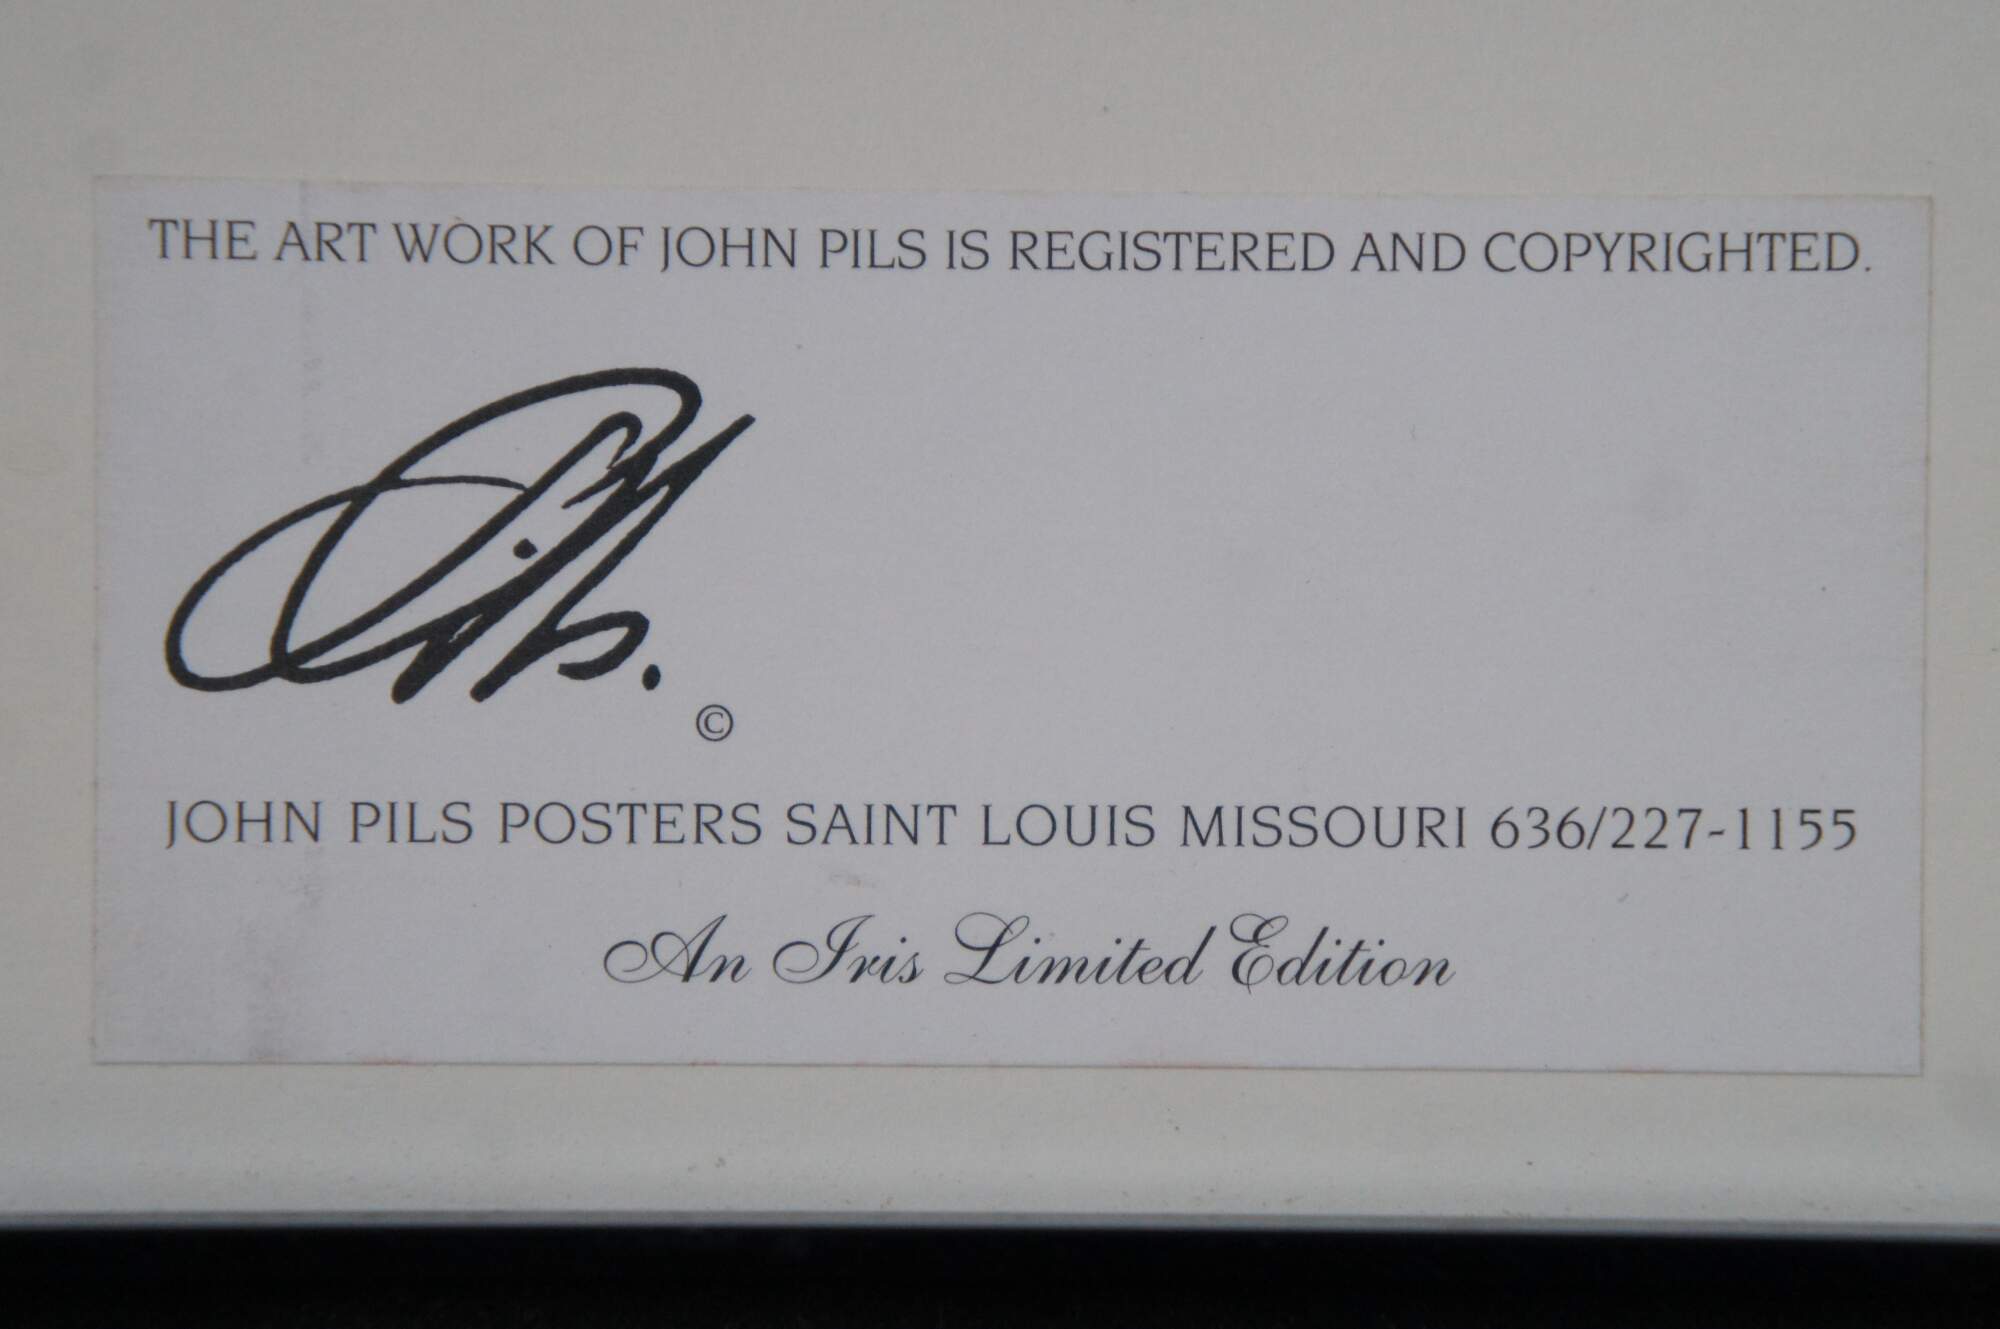 THE ART WORK OF JOHN PILS IS REGISTERED AND COPYRIGHTED.
Pils.
©
JOHN PILS POSTERS SAINT LOUIS MISSOURI 636/227-1155
An Iris Limited Edition